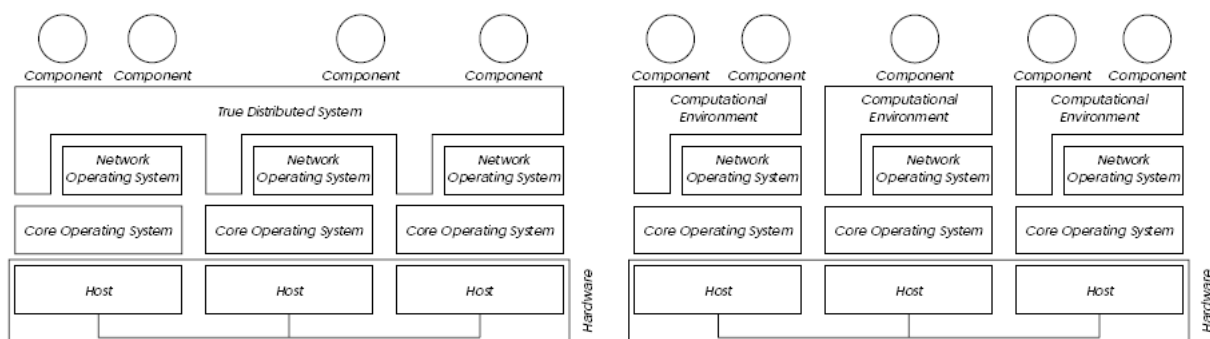 Component Component Component Component
True Distributed System
Network
Operating System
Network
Operating System
Network
Operating System
Core Operating System Core Operating System Core Operating System
Host Host Host
Hardware
Component Component Component Component Component
Computational
Environment
Computational
Environment
Computational
Environment
Network
Operating System
Network
Operating System
Network
Operating System
Core Operating System Core Operating System Core Operating System
Host Host Host
Hardware